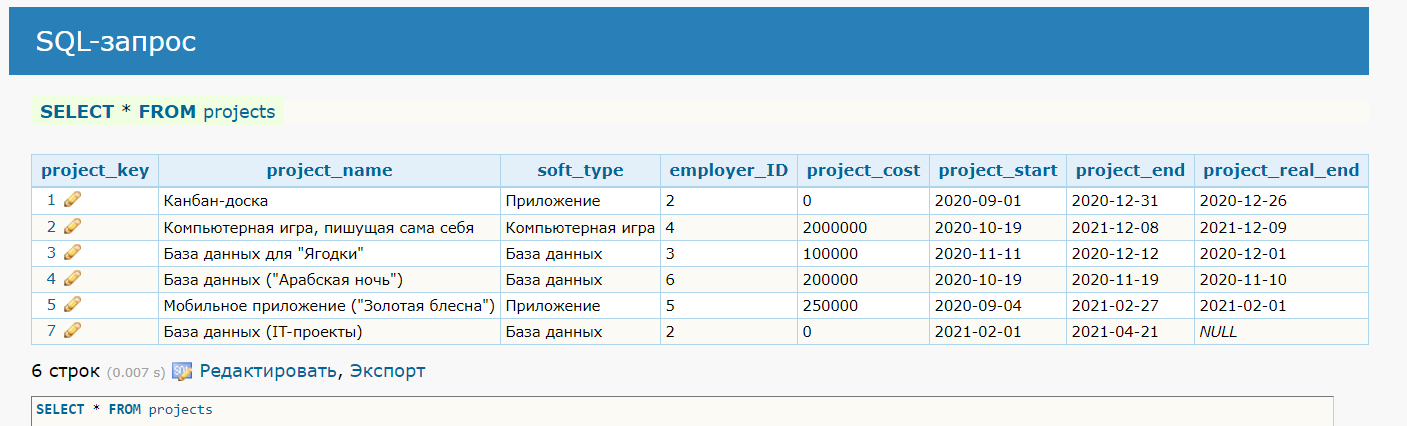 SQL-запрос
SELECT * FROM projects
project_key project_name soft_type employer_ID project_cost project_start project_end project_real_end
1 Канбан-доска Приложение 2 0 2020-09-01 2020-12-31 2020-12-26
2 Компьютерная игра, пишущая сама себя Компьютерная игра 4 2000000 2020-10-19 2021-12-08 2021-12-09
3 База данных для "Ягодки" База данных 3 100000 2020-11-11 2020-12-12 2020-12-01
4 База данных ("Арабская ночь") База данных 6 200000 2020-10-19 2020-11-19 2020-11-10
5 Мобильное приложение ("Золотая блесна") Приложение 5 250000 2020-09-04 2021-02-27 2021-02-01
7 База данных (IT-проекты) База данных 2 0 2021-02-01 2021-04-21 NULL
6 строк (0.007 s) SQL Редактировать, Экспорт
SELECT * FROM projects